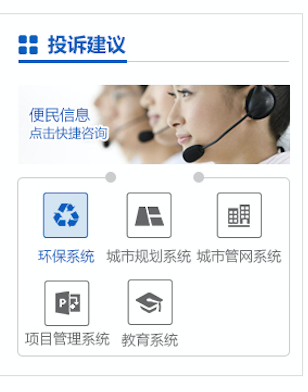 投诉建议
便民信息
点击快捷咨询
环保系统 城市规划系统 城市管网系统
P
项目管理系统 教育系统